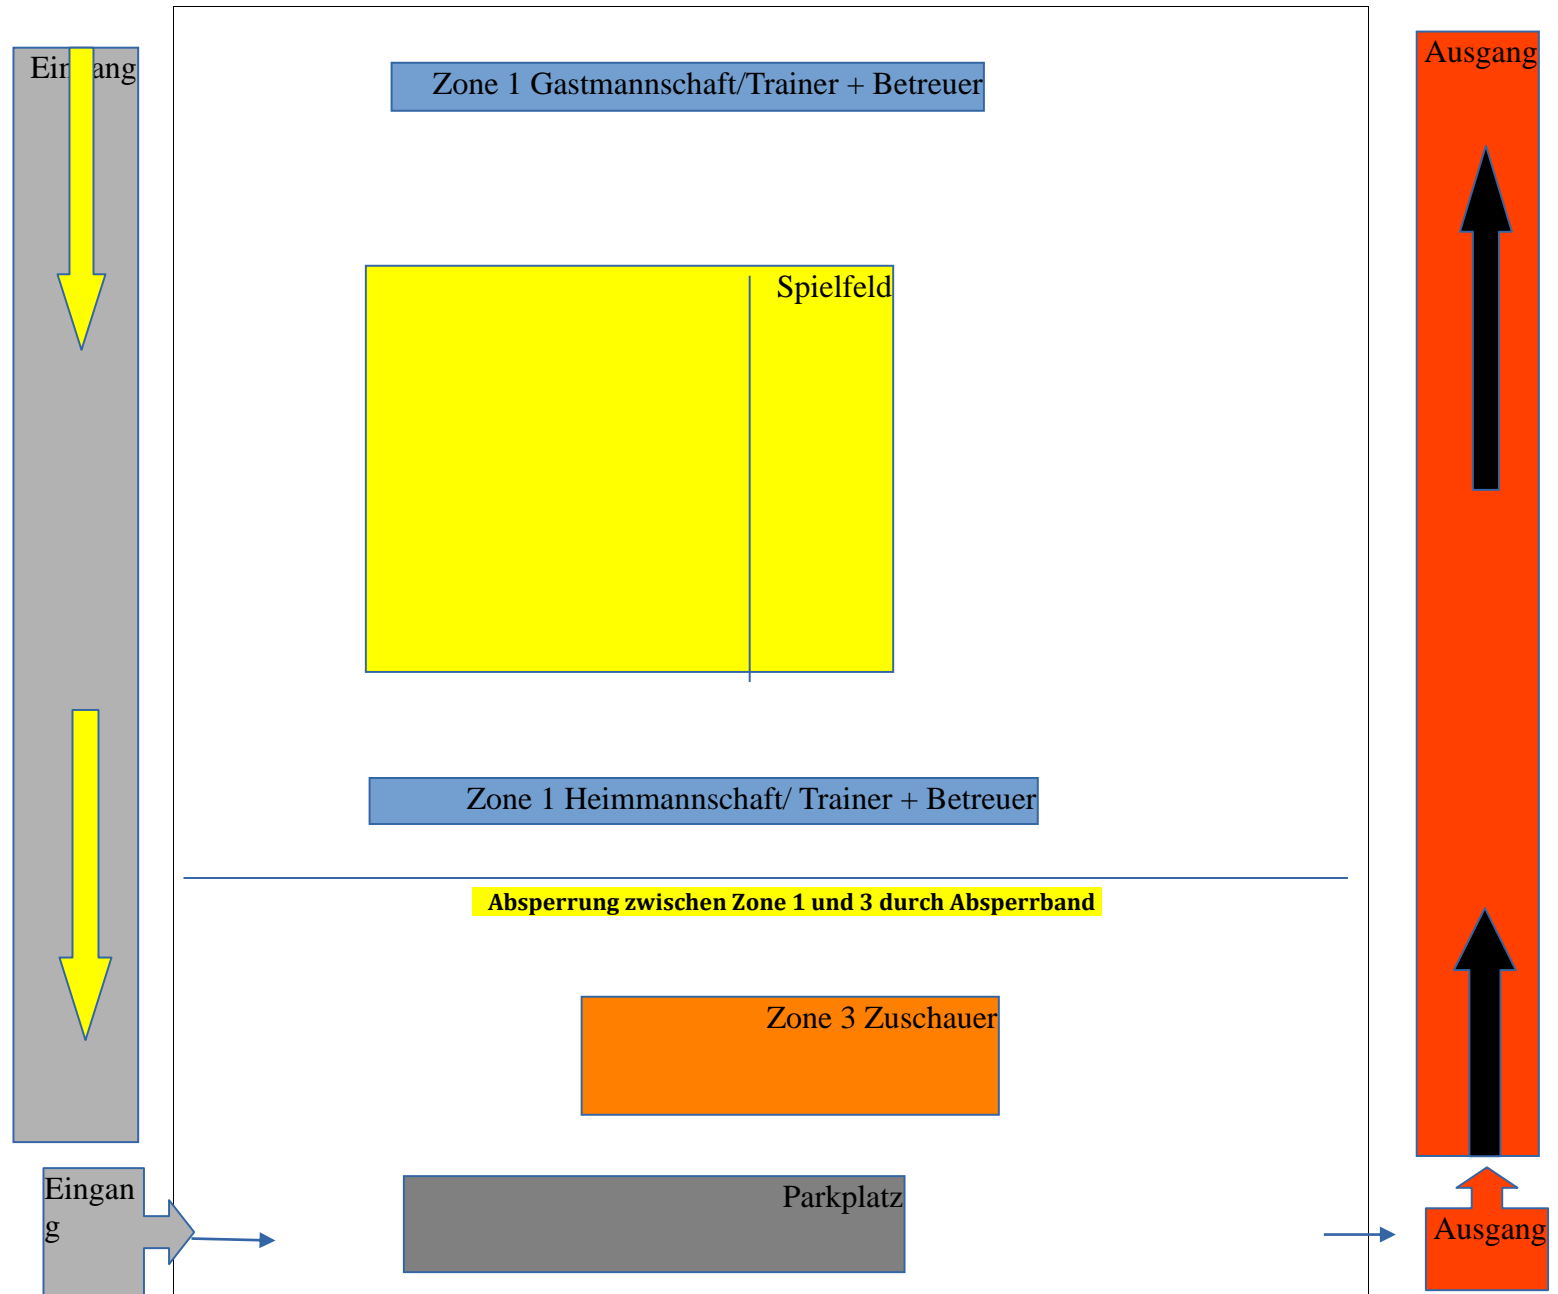 Eingang
Zone 1 Gastmannschaft/Trainer + Betreuer
Ausgang
Spielfeld
Zone 1 Heimmannschaft/ Trainer + Betreuer
Absperrung zwischen Zone 1 und 3 durch Absperrband
Zone 3 Zuschauer
Eingan
g
Parkplatz
Ausgang